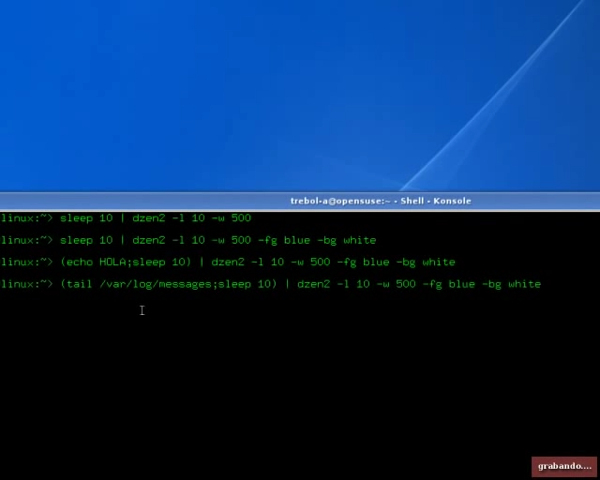 trebol-a@opensuse:~ - Shell - Konsole
linux:~> sleep 10 | dzen2 -l 10 -w 500
linux:~> sleep 10 | dzen2 -l 10 -w 500 -fg blue -bg white
linux:~> (echo HOLA;sleep 10) | dzen2 -l 10 -w 500 -fg blue -bg white
linux:~> (tail /var/log/messages;sleep 10) | dzen2 -l 10 -w 500 -fg blue -bg white
grabando....